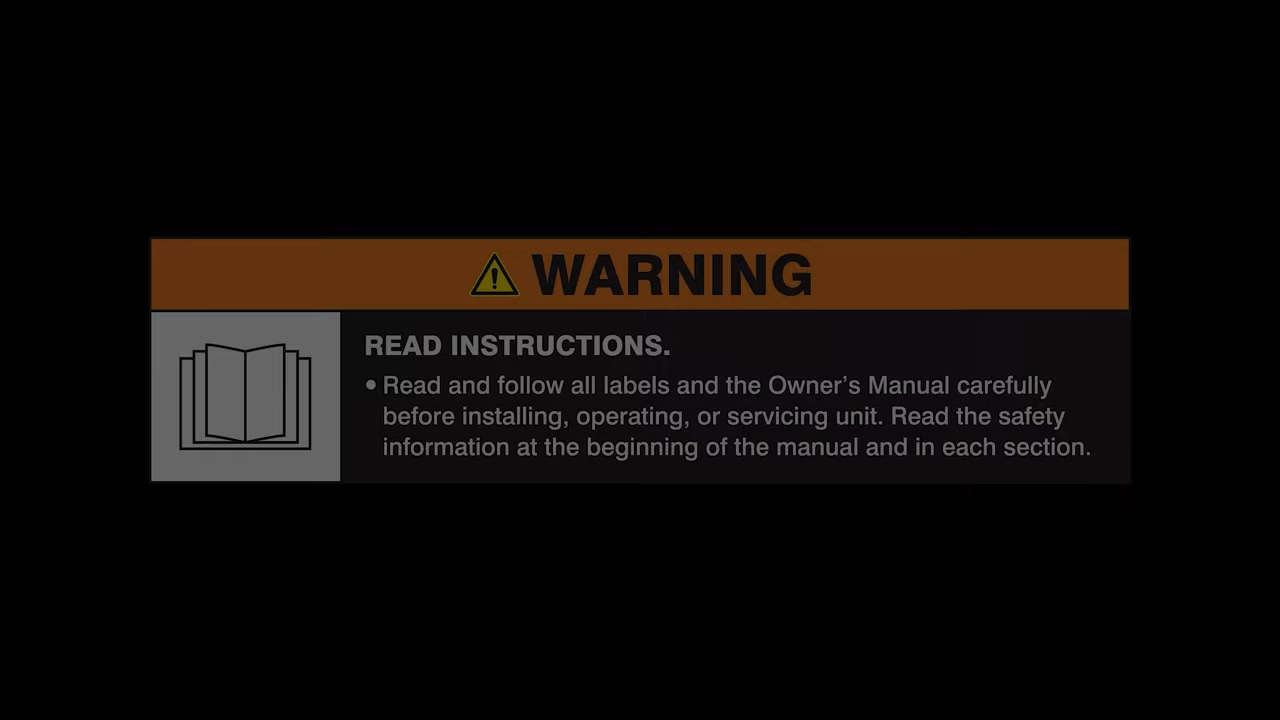 WARNING
READ INSTRUCTIONS.
• Read and follow all labels and the Owner’s Manual carefully
before installing, operating, or servicing unit. Read the safety
information at the beginning of the manual and in each section.